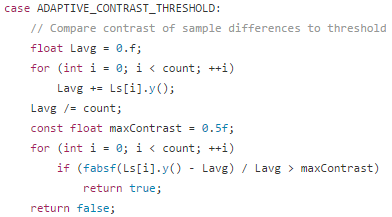 case ADAPTIVE_CONTRAST_THRESHOLD:
// Compare contrast of sample differences to threshold
float Lavg = 0.f;
for (int i = 0; i < count; ++i)
Lavg += Ls[i].y();
Lavg /= count;
const float maxContrast = 0.5f;
for (int i = 0; i < count; ++i)
if (fabsf(Ls[i].y() - Lavg) / Lavg > maxContrast)
return true;
return false;